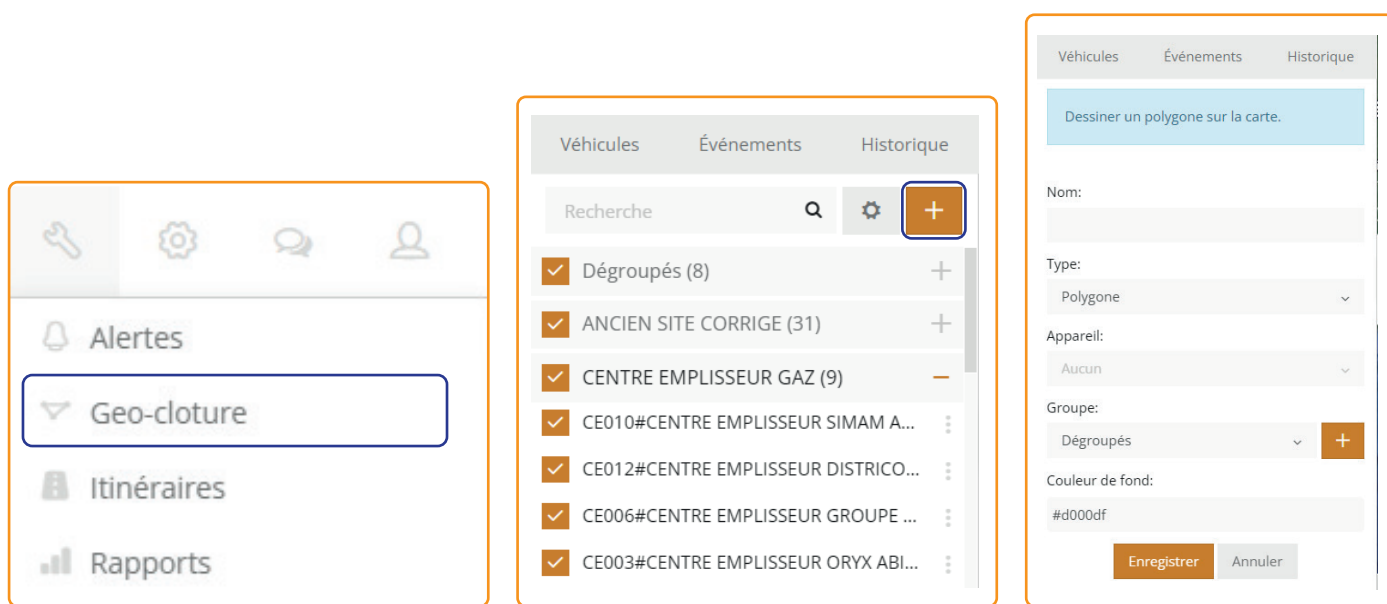 Alertes
Geo-cloture
Itinéraires
Rapports
Véhicules Événements Historique
Recherche
Dégroupés (8)
ANCIEN SITE CORRIGE (31)
CENTRE EMPLISSEUR GAZ (9)
CE010#CENTRE EMPLISSEUR SIMAM A...
CE012#CENTRE EMPLISSEUR DISTRICO...
CE006#CENTRE EMPLISSEUR GROUPE ...
CE003#CENTRE EMPLISSEUR ORYX ABI...
Véhicules Événements Historique
Dessiner un polygone sur la carte.
Nom:
Type:
Polygone
Appareil:
Aucun
Groupe:
Dégroupés
Couleur de fond:
#d000df
Enregistrer Annuler